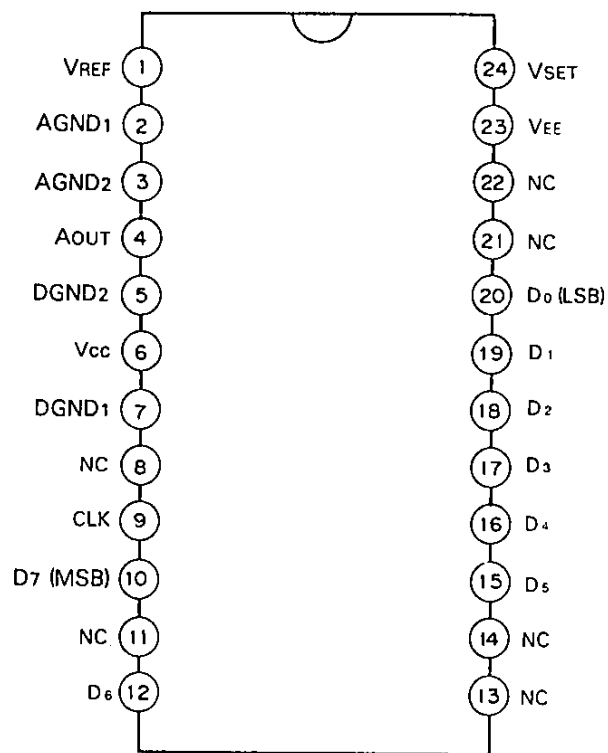 VREF 1 24 VSET
AGND1 2 23 VEE
AGND2 3 22 NC
AOUT 4 21 NC
DGND2 5 20 D0 (LSB)
Vcc 6 19 D1
DGND1 7 18 D2
NC 8 17 D3
CLK 9 16 D4
D7 (MSB) 10 15 D5
NC 11 14 NC
D6 12 13 NC